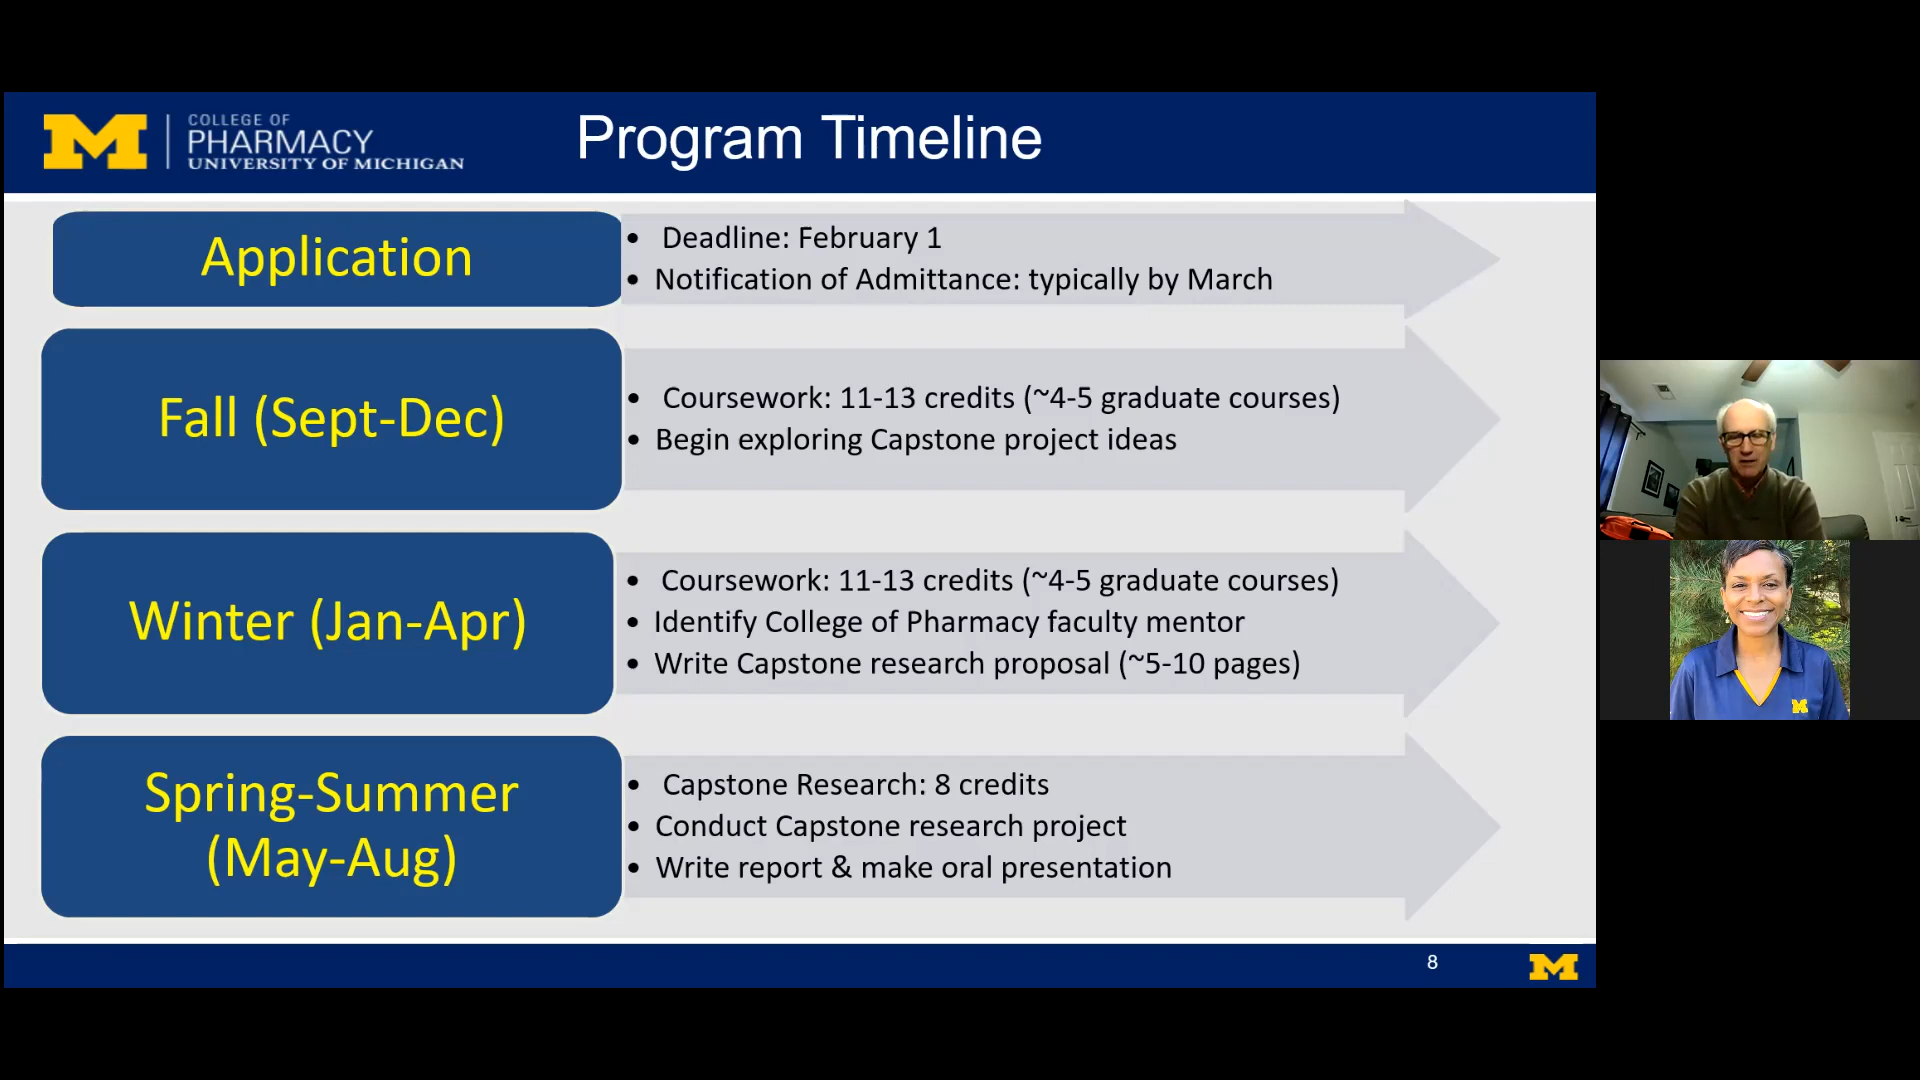 M
COLLEGE OF
PHARMACY
UNIVERSITY OF MICHIGAN
Program Timeline
Application
• Deadline: February 1
• Notification of Admittance: typically by March
Fall (Sept-Dec)
• Coursework: 11-13 credits (~4-5 graduate courses)
• Begin exploring Capstone project ideas
Winter (Jan-Apr)
• Coursework: 11-13 credits (~4-5 graduate courses)
• Identify College of Pharmacy faculty mentor
• Write Capstone research proposal (~5-10 pages)
Spring-Summer
(May-Aug)
• Capstone Research: 8 credits
• Conduct Capstone research project
• Write report & make oral presentation
8
M
M